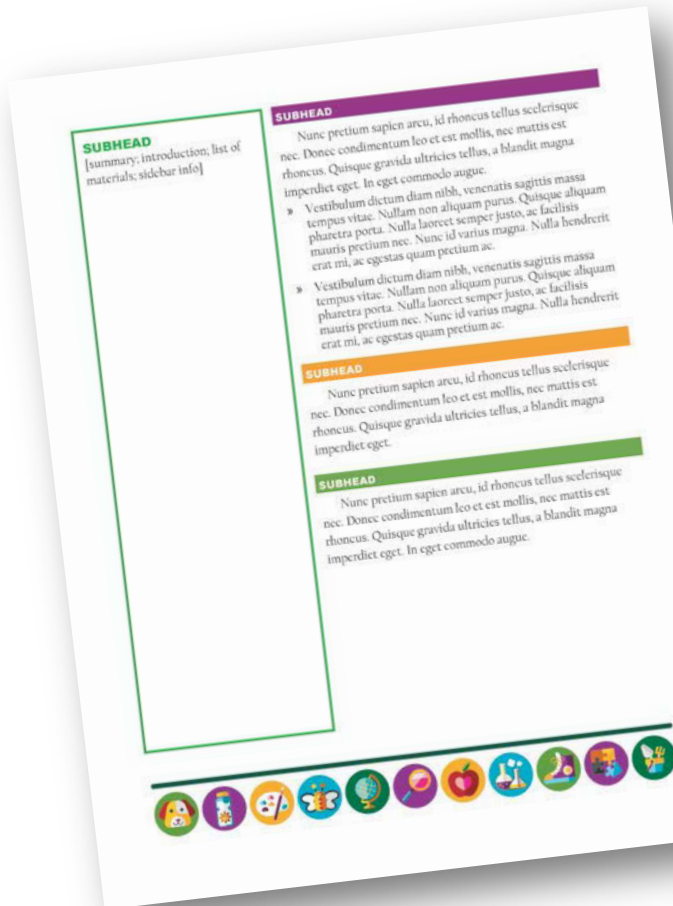 SUBHEAD
[summary; introduction; list of
materials; sidebar info]
SUBHEAD
Nunc pretium sapien arcu, id rhoncus tellus scelerisque
nec. Donec condimentum leo et est mollis, nec mattis est
rhoncus. Quisque gravida ultricies tellus, a blandit magna
imperdiet eget. In eget commodo augue.
» Vestibulum dictum diam nibh, venenatis sagittis massa
tempus vitae. Nullam non aliquam purus. Quisque aliquam
pharetra porta. Nulla laoreet semper justo, ac facilisis
mauris pretium nec. Nunc id varius magna. Nulla hendrerit
erat mi, ac egestas quam pretium ac.
» Vestibulum dictum diam nibh, venenatis sagittis massa
tempus vitae. Nullam non aliquam purus. Quisque aliquam
pharetra porta. Nulla laoreet semper justo, ac facilisis
mauris pretium nec. Nunc id varius magna. Nulla hendrerit
erat mi, ac egestas quam pretium ac.
SUBHEAD
Nunc pretium sapien arcu, id rhoncus tellus scelerisque
nec. Donec condimentum leo et est mollis, nec mattis est
rhoncus. Quisque gravida ultricies tellus, a blandit magna
imperdiet eget.
SUBHEAD
Nunc pretium sapien arcu, id rhoncus tellus scelerisque
nec. Donec condimentum leo et est mollis, nec mattis est
rhoncus. Quisque gravida ultricies tellus, a blandit magna
imperdiet eget. In eget commodo augue.